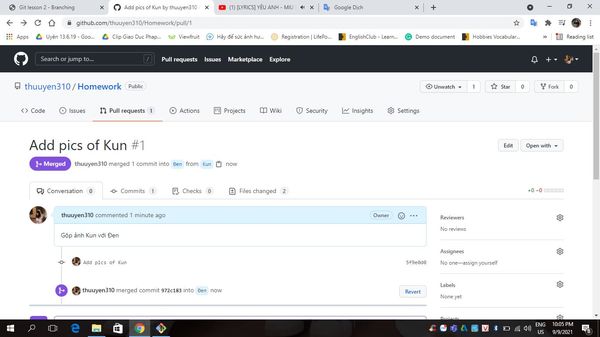 Git lesson 2 - Branching
Add pics of Kun by thuuyen310
(1) [LYRICS] YÊU ANH - MIU
Google Dịch
github.com/thuuyen310/Homework/pull/1
Apps
Uyên 13.6.19 - Goo
Clip Giao Duc Phap
Viewfruit
Hãy để sức ảnh hư
Registration | LifePo
EnglishClub - Learn
Demo document
Hobbies Vocabular
Reading list
Search or jump to...
Pull requests Issues Marketplace Explore
thuuyen310 / Homework Public
Unwatch 1 Star 0 Fork 0
Code Issues Pull requests 1 Actions Projects Wiki Security Insights Settings
Add pics of Kun #1
Edit Open with
Merged thuuyen310 merged 1 commit into Đen from Kun now
Conversation 0 Commits 1 Checks 0 Files changed 2 +0 −0
thuuyen310 commented 1 minute ago Owner
Góp ảnh Kun với Đen
Add pics of Kun 5f9e0d8
thuuyen310 merged commit 972c183 into Đen now Revert
Reviewers
No reviews
Assignees
No one—assign yourself
Labels
None yet
ENG 10:05 PM
US 9/9/2021